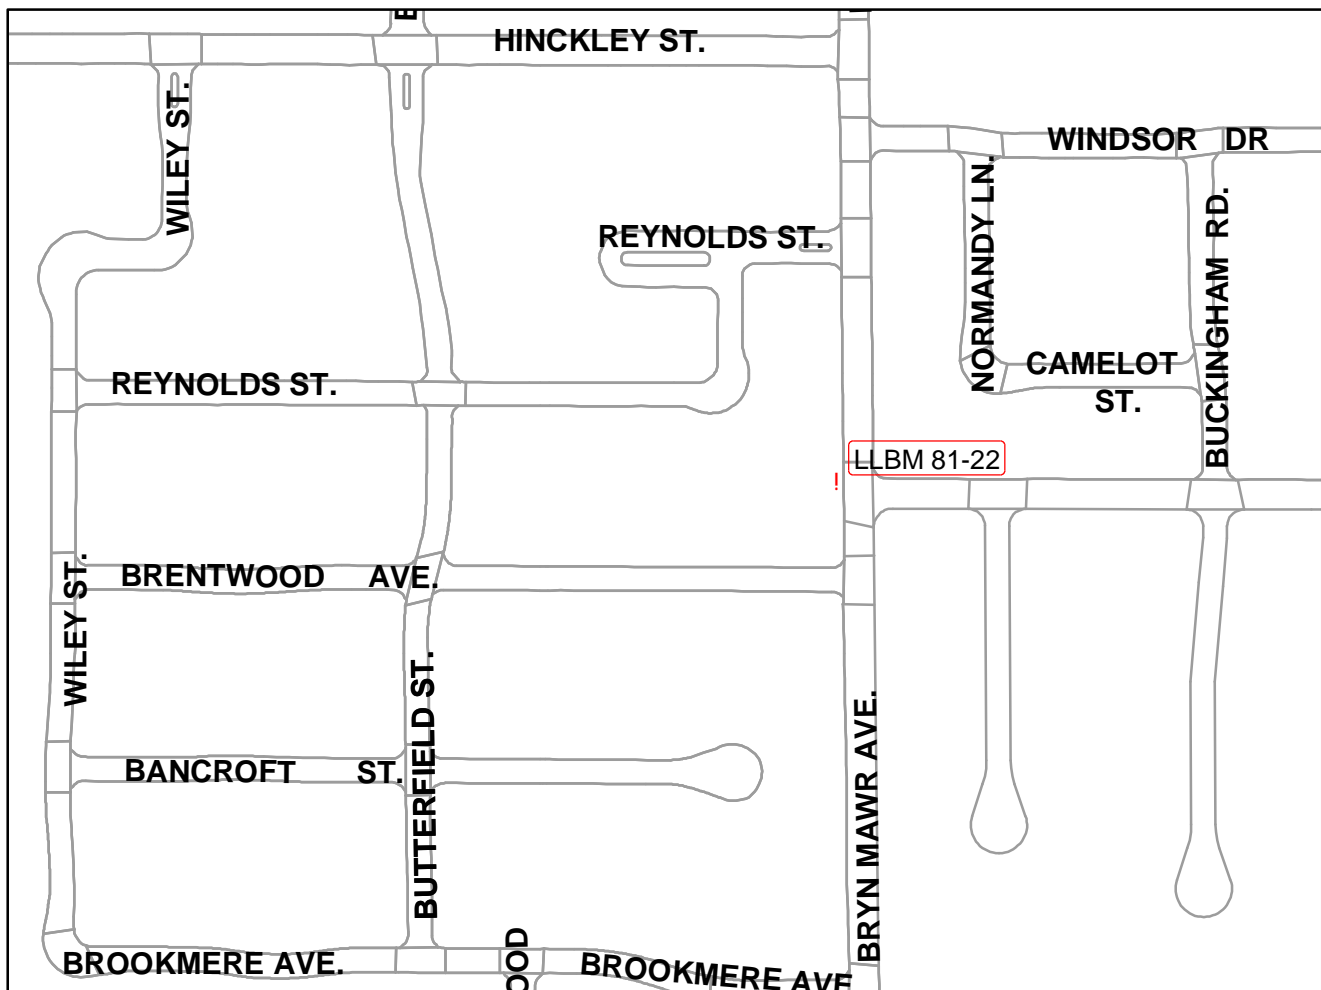 HINCKLEY ST.
WILEY ST.
WINDSOR DR
NORMANDY LN.
BUCKINGHAM RD.
REYNOLDS ST.
CAMELOT
ST.
REYNOLDS ST.
LLBM 81-22
!
BRENTWOOD AVE.
WILEY ST.
BUTTERFIELD ST.
BRYN MAWR AVE.
BANCROFT ST.
BROOKMERE AVE.
OOD
BROOKMERE AVE